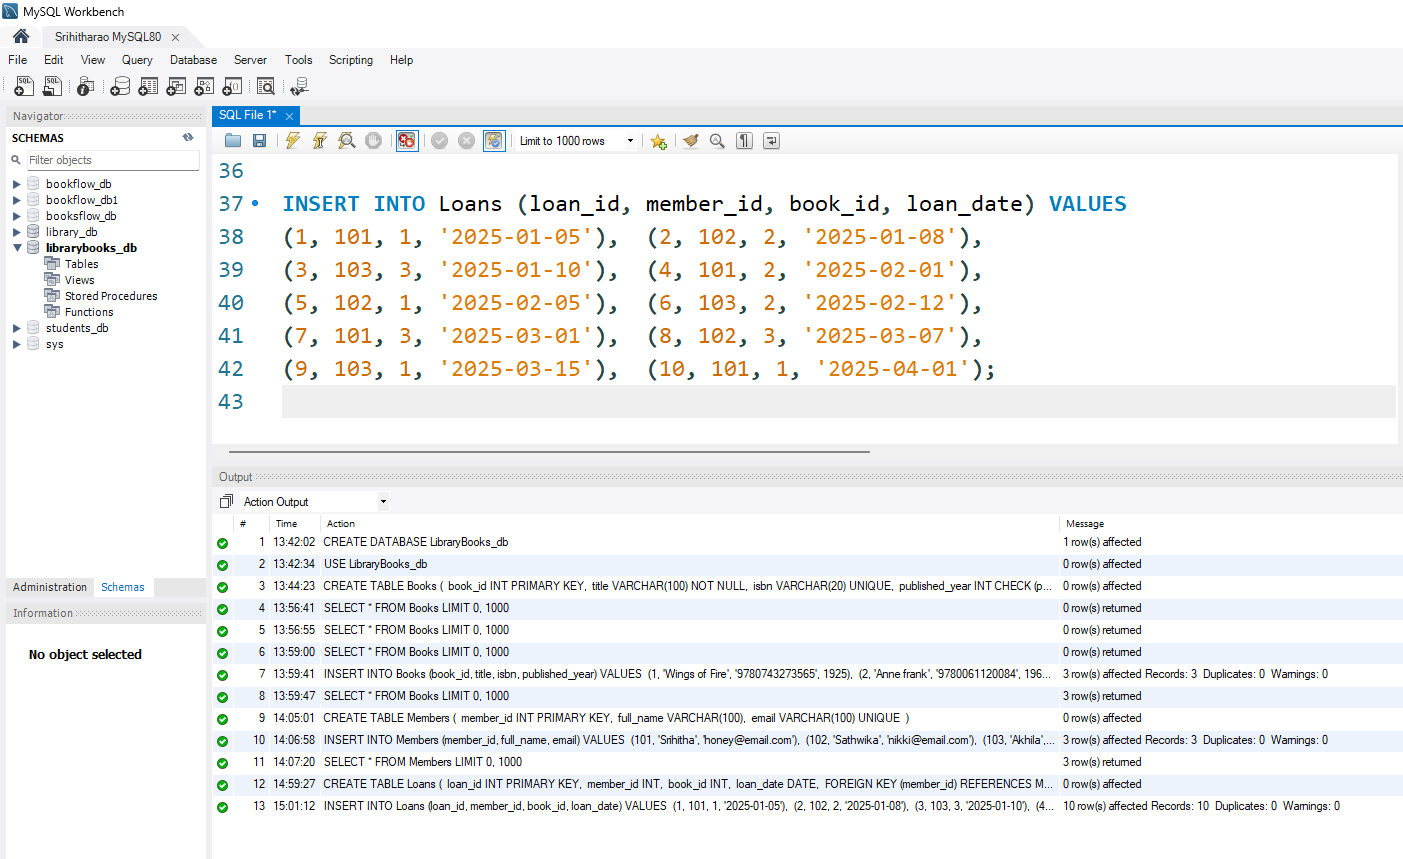 MySQL Workbench
Srihitharao MySQL80 ×
File Edit View Query Database Server Tools Scripting Help
Navigator
SCHEMAS
Filter objects
bookflow_db
bookflow_db1
booksflow_db
library_db
librarybooks_db
Tables
Views
Stored Procedures
Functions
students_db
sys
Administration Schemas
Information
No object selected
SQL File 1* ×
Limit to 1000 rows
36
37 INSERT INTO Loans (loan_id, member_id, book_id, loan_date) VALUES
38 (1, 101, 1, '2025-01-05'), (2, 102, 2, '2025-01-08'),
39 (3, 103, 3, '2025-01-10'), (4, 101, 2, '2025-02-01'),
40 (5, 102, 1, '2025-02-05'), (6, 103, 2, '2025-02-12'),
41 (7, 101, 3, '2025-03-01'), (8, 102, 3, '2025-03-07'),
42 (9, 103, 1, '2025-03-15'), (10, 101, 1, '2025-04-01');
43
Output
Action Output
# Time Action Message
1 13:42:02 CREATE DATABASE LibraryBooks_db 1 row(s) affected
2 13:42:34 USE LibraryBooks_db 0 row(s) affected
3 13:44:23 CREATE TABLE Books ( book_id INT PRIMARY KEY, title VARCHAR(100) NOT NULL, isbn VARCHAR(20) UNIQUE, published_year INT CHECK (p... 0 row(s) affected
4 13:56:41 SELECT * FROM Books LIMIT 0, 1000 0 row(s) returned
5 13:56:55 SELECT * FROM Books LIMIT 0, 1000 0 row(s) returned
6 13:59:00 SELECT * FROM Books LIMIT 0, 1000 0 row(s) returned
7 13:59:41 INSERT INTO Books (book_id, title, isbn, published_year) VALUES (1, 'Wings of Fire', '9780743273565', 1925), (2, 'Anne frank', '9780061120084', 196... 3 row(s) affected Records: 3 Duplicates: 0 Warnings: 0
8 13:59:47 SELECT * FROM Books LIMIT 0, 1000 3 row(s) returned
9 14:05:01 CREATE TABLE Members ( member_id INT PRIMARY KEY, full_name VARCHAR(100), email VARCHAR(100) UNIQUE ) 0 row(s) affected
10 14:06:58 INSERT INTO Members (member_id, full_name, email) VALUES (101, 'Srihitha', 'honey@email.com'), (102, 'Sathwika', 'nikki@email.com'), (103, 'Akhila',... 3 row(s) affected Records: 3 Duplicates: 0 Warnings: 0
11 14:07:20 SELECT * FROM Members LIMIT 0, 1000 3 row(s) returned
12 14:59:27 CREATE TABLE Loans ( loan_id INT PRIMARY KEY, member_id INT, book_id INT, loan_date DATE, FOREIGN KEY (member_id) REFERENCES M... 0 row(s) affected
13 15:01:12 INSERT INTO Loans (loan_id, member_id, book_id, loan_date) VALUES (1, 101, 1, '2025-01-05'), (2, 102, 2, '2025-01-08'), (3, 103, 3, '2025-01-10'), (4... 10 row(s) affected Records: 10 Duplicates: 0 Warnings: 0